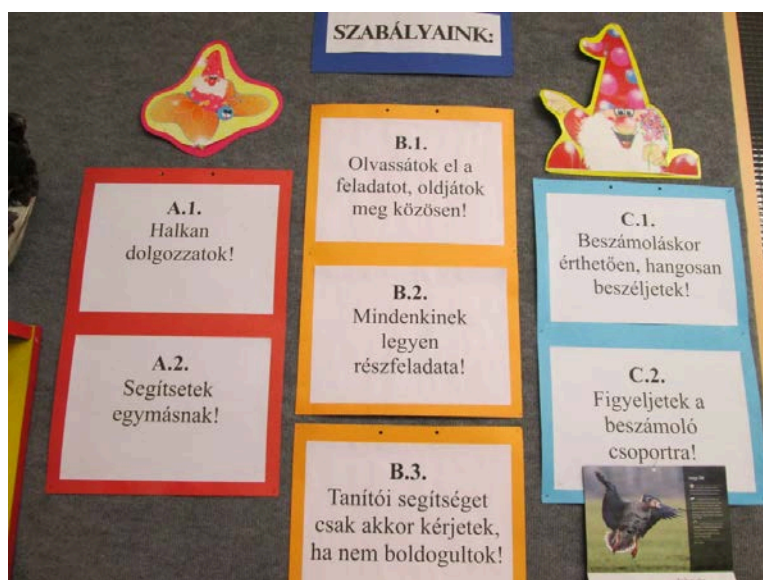 SZABÁLYAINK:
A.1.
Halkan
dolgozzatok!
A.2.
Segítsetek
egymásnak!
B.1.
Olvassátok el a
feladatot, oldjátok
meg közösen!
B.2.
Mindenkinek
legyen
részfeladata!
B.3.
Tanítói segítséget
csak akkor kérjetek,
ha nem boldogultok!
C.1.
Beszámoláskor
érthetően, hangosan
beszéljetek!
C.2.
Figyeljetek a
beszámoló
csoportra!